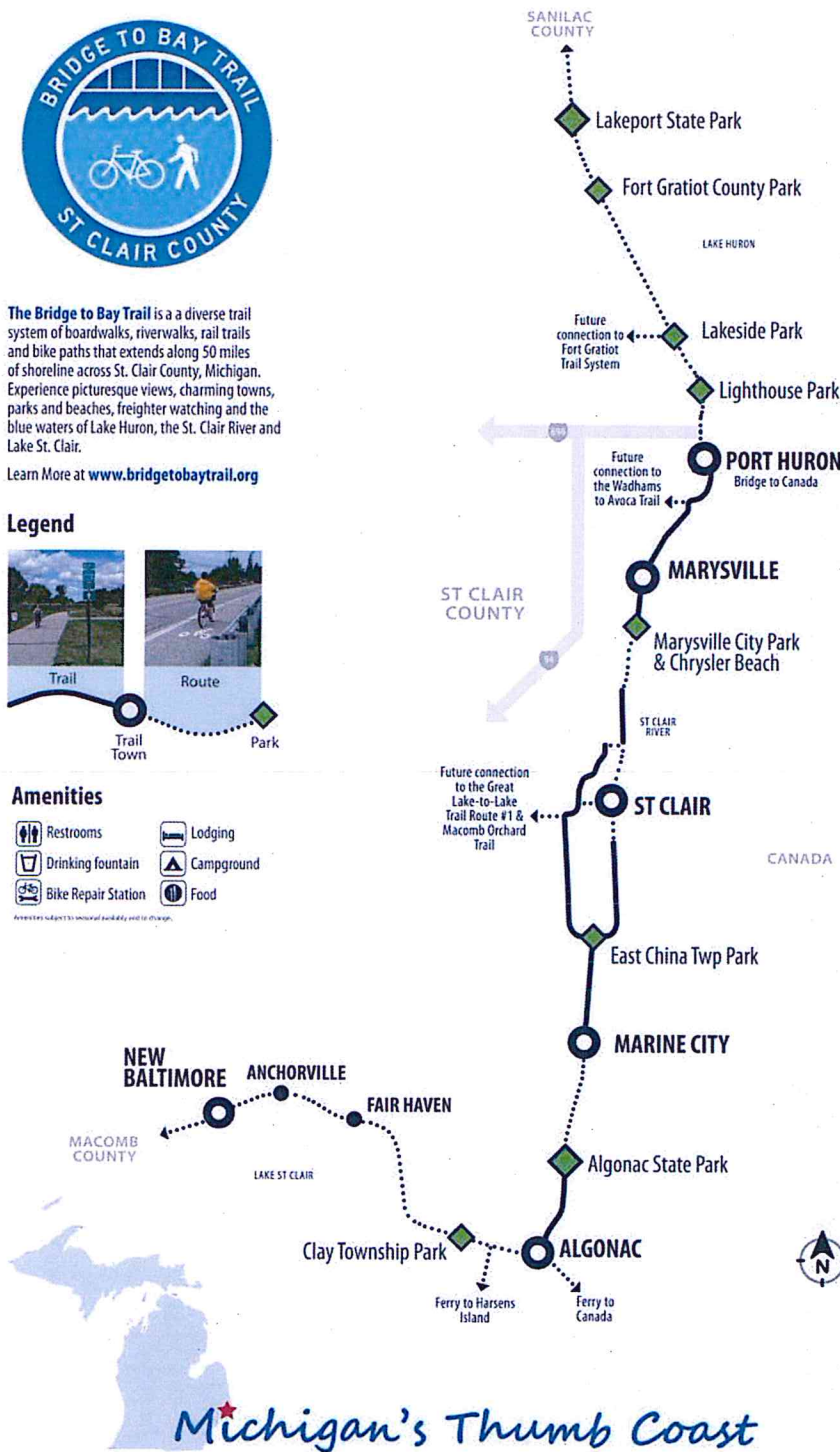 BRIDGE TO BAY TRAIL
ST CLAIR COUNTY
The Bridge to Bay Trail is a a diverse trail
system of boardwalks, riverwalks, rail trails
and bike paths that extends along 50 miles
of shoreline across St. Clair County, Michigan.
Experience picturesque views, charming towns,
parks and beaches, freighter watching and the
blue waters of Lake Huron, the St. Clair River and
Lake St. Clair.
Learn More at www.bridgetobaytrail.org
Legend
Trail
Route
Trail
Town
Park
Amenities
Restrooms
Lodging
Drinking fountain
Campground
Bike Repair Station
Food
Amenities subject to seasonal availably and to change.
SANILAC
COUNTY
Lakeport State Park
Fort Gratiot County Park
LAKE HURON
Future
connection to
Fort Gratiot
Trail System
Lakeside Park
Lighthouse Park
PORT HURON
Bridge to Canada
Future
connection to
the Wadhams
to Avoca Trail
MARYSVILLE
ST CLAIR
COUNTY
94
Marysville City Park
& Chrysler Beach
ST CLAIR
RIVER
Future connection
to the Great
Lake-to-Lake
Trail Route #1 &
Macomb Orchard
Trail
ST CLAIR
CANADA
East China Twp Park
MARINE CITY
NEW
BALTIMORE
ANCHORVILLE
FAIR HAVEN
MACOMB
COUNTY
LAKE ST CLAIR
Algonac State Park
Clay Township Park
ALGONAC
Ferry to Harsens
Island
Ferry to
Canada
N
Michigan's Thumb Coast